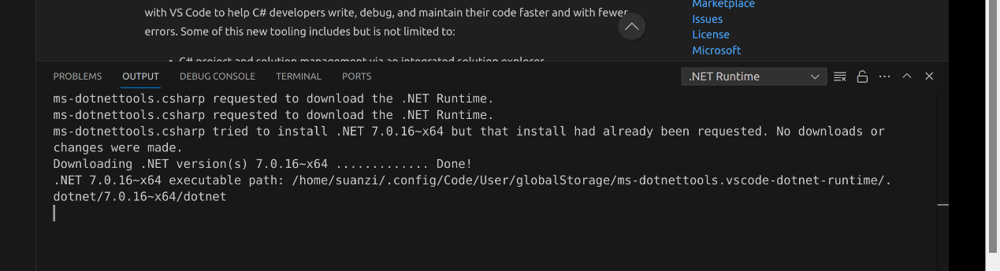 with VS Code to help C# developers write, debug, and maintain their code faster and with fewer
errors. Some of this new tooling includes but is not limited to:
• C# project and solution management via an integrated solution explorer
Marketplace
Issues
License
Microsoft
PROBLEMS OUTPUT DEBUG CONSOLE TERMINAL PORTS .NET Runtime
ms-dotnettools.csharp requested to download the .NET Runtime.
ms-dotnettools.csharp requested to download the .NET Runtime.
ms-dotnettools.csharp tried to install .NET 7.0.16~x64 but that install had already been requested. No downloads or
changes were made.
Downloading .NET version(s) 7.0.16~x64 ............. Done!
.NET 7.0.16~x64 executable path: /home/suanzi/.config/Code/User/globalStorage/ms-dotnettools.vscode-dotnet-runtime/.
dotnet/7.0.16~x64/dotnet